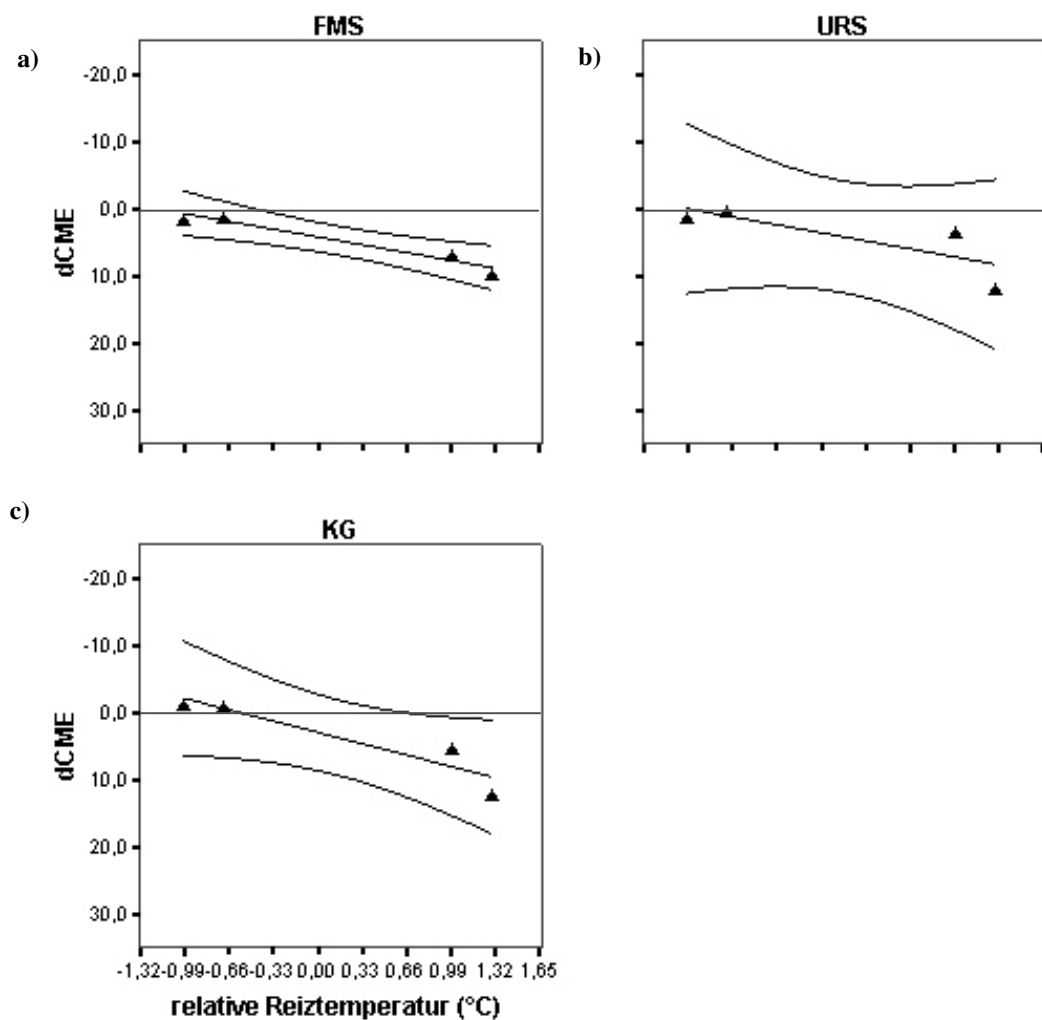 a)
FMS
-20,0
-10,0
0,0
10,0
20,0
30,0
dCME
b)
URS
c)
KG
-20,0
-10,0
0,0
10,0
20,0
30,0
dCME
-1,32 -0,99 -0,66 -0,33 0,00 0,33 0,66 0,99 1,32 1,65
relative Reiztemperatur (°C)